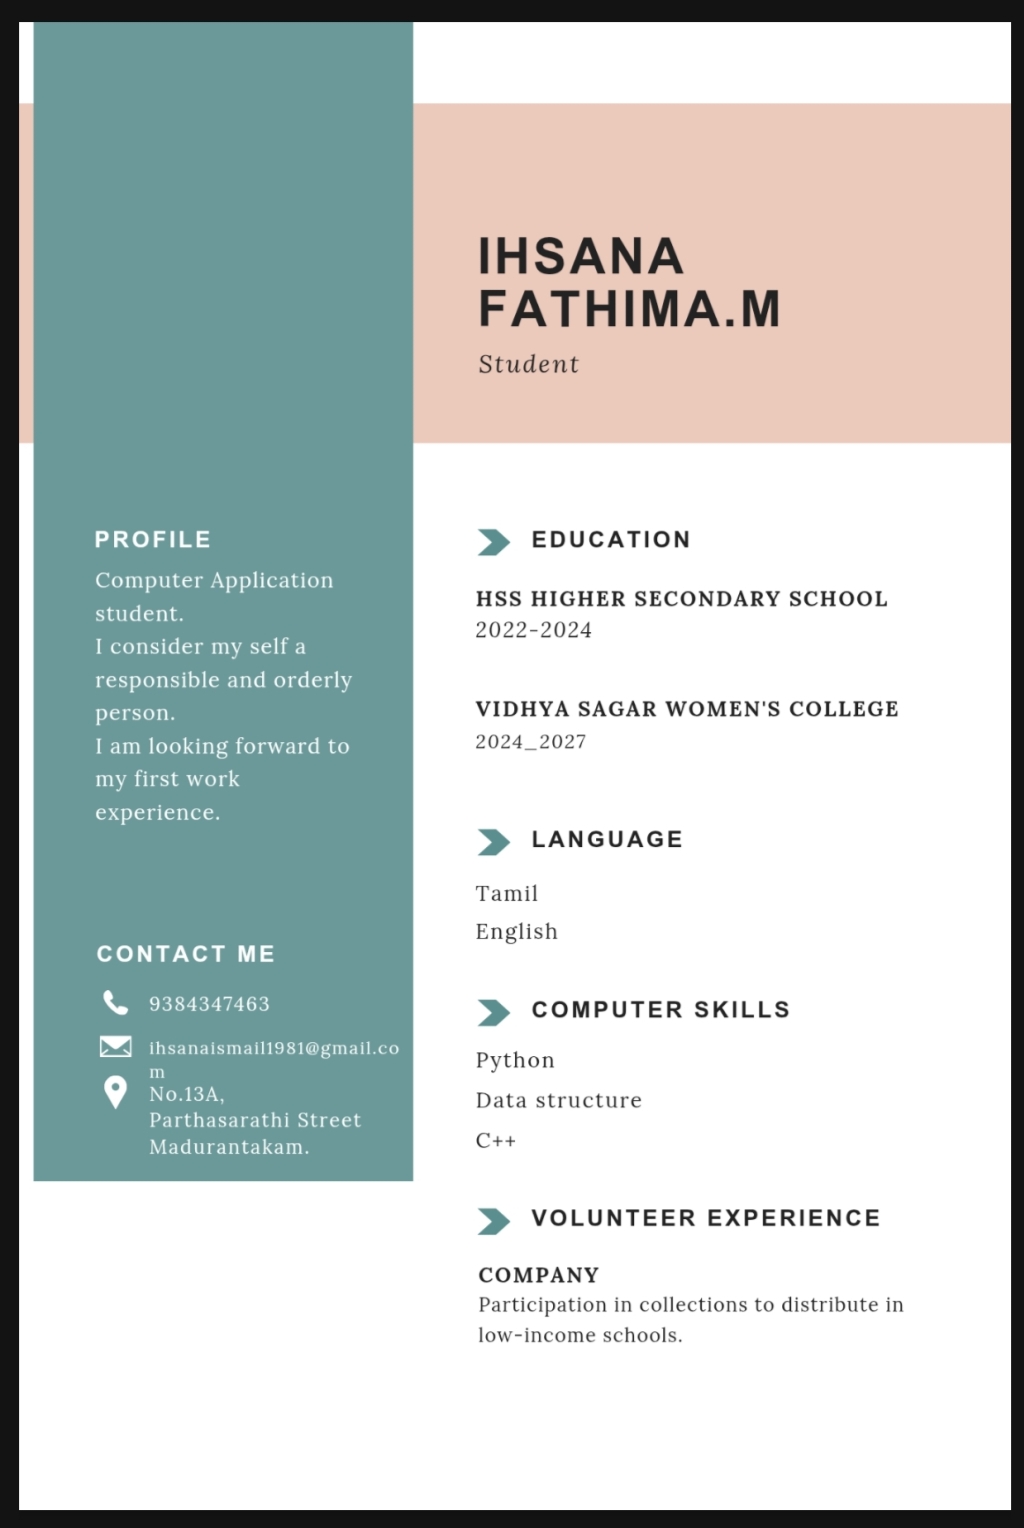 IHSANA
FATHIMA.M
Student
PROFILE
Computer Application
student.
I consider my self a
responsible and orderly
person.
I am looking forward to
my first work
experience.
CONTACT ME
9384347463
ihsanaismail1981@gmail.co
m
No.13A,
Parthasarathi Street
Madurantakam.
EDUCATION
HSS HIGHER SECONDARY SCHOOL
2022-2024
VIDHYA SAGAR WOMEN'S COLLEGE
2024_2027
LANGUAGE
Tamil
English
COMPUTER SKILLS
Python
Data structure
C++
VOLUNTEER EXPERIENCE
COMPANY
Participation in collections to distribute in
low-income schools.